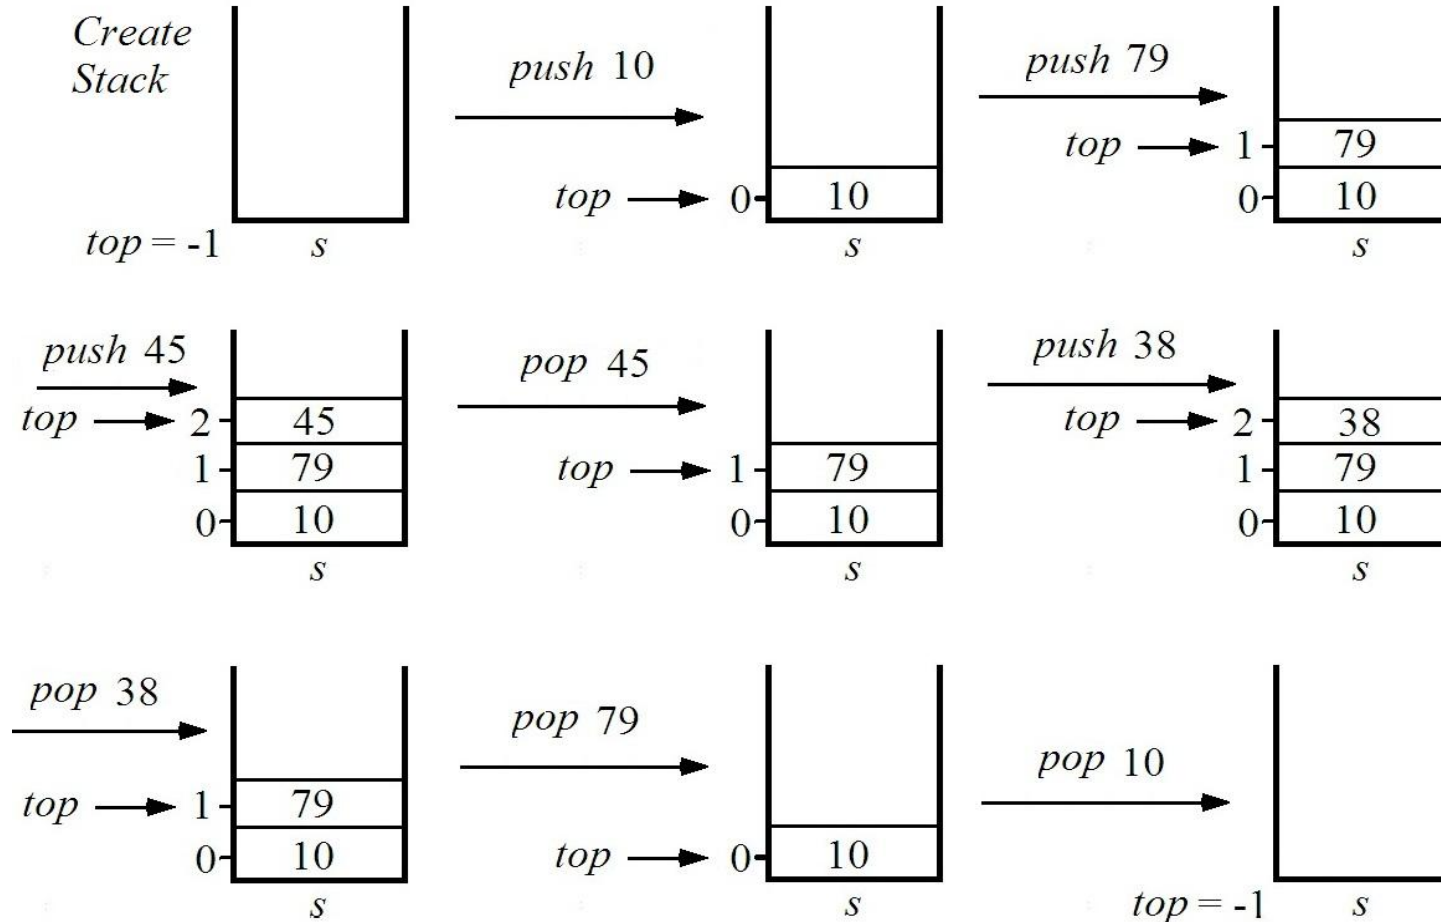 Create
Stack
top = -1
s
push 10
top
0
10
s
push 79
top
1
79
0
10
s
push 45
top
2
45
1
79
0
10
s
pop 45
top
1
79
0
10
s
push 38
top
2
38
1
79
0
10
s
pop 38
top
1
79
0
10
s
pop 79
top
0
10
s
pop 10
top = -1
s